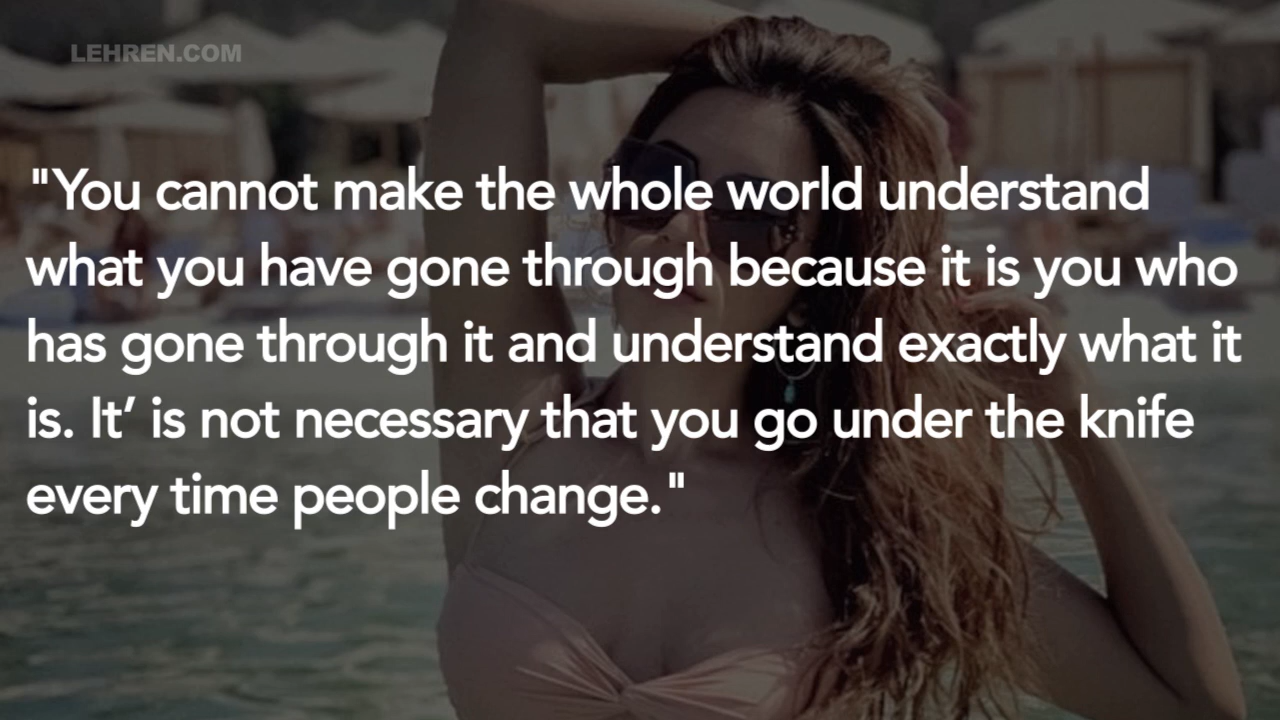 LEHREN.COM
"You cannot make the whole world understand
what you have gone through because it is you who
has gone through it and understand exactly what it
is. It’ is not necessary that you go under the knife
every time people change."